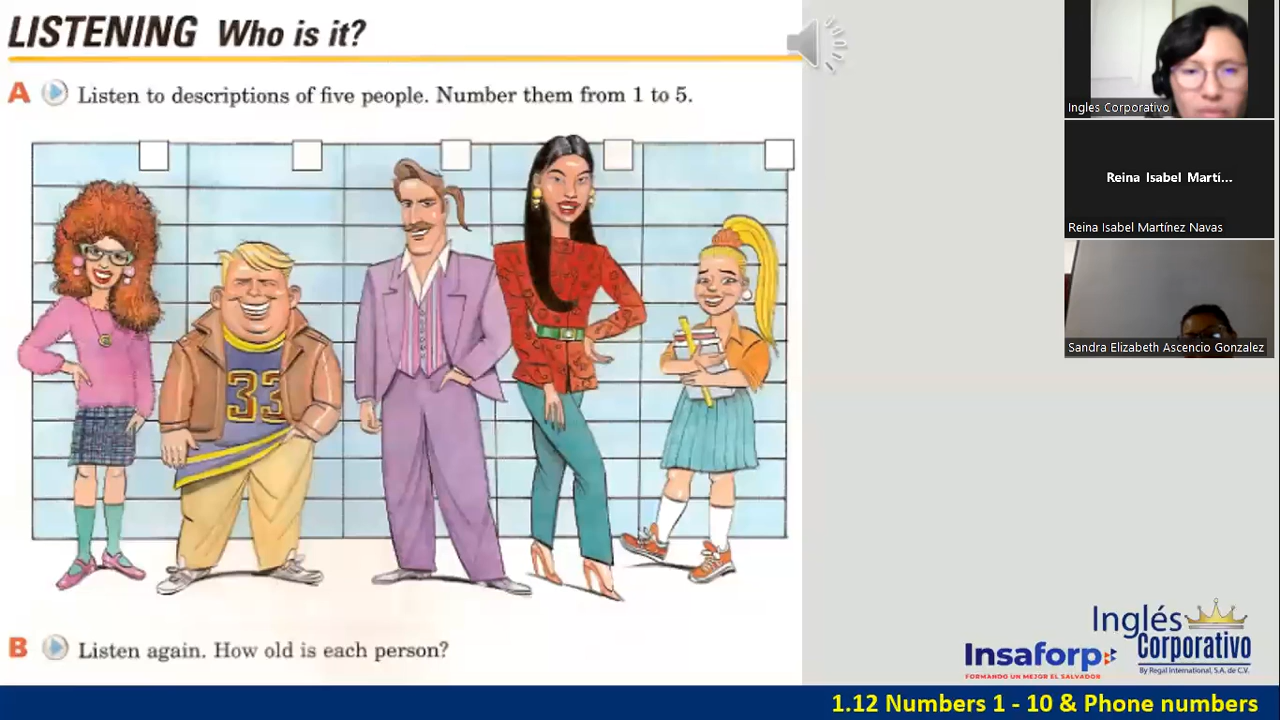 LISTENING Who is it?
A Listen to descriptions of five people. Number them from 1 to 5.
33
B Listen again. How old is each person?
Ingles Corporativo
Reina Isabel Martí...
Reina Isabel Martínez Navas
Sandra Elizabeth Ascencio Gonzalez
Insaforp
FORMANDO UN MEJOR EL SALVADOR
Inglés
Corporativo
By Regal International, S.A. de C.V.
1.12 Numbers 1 - 10 & Phone numbers